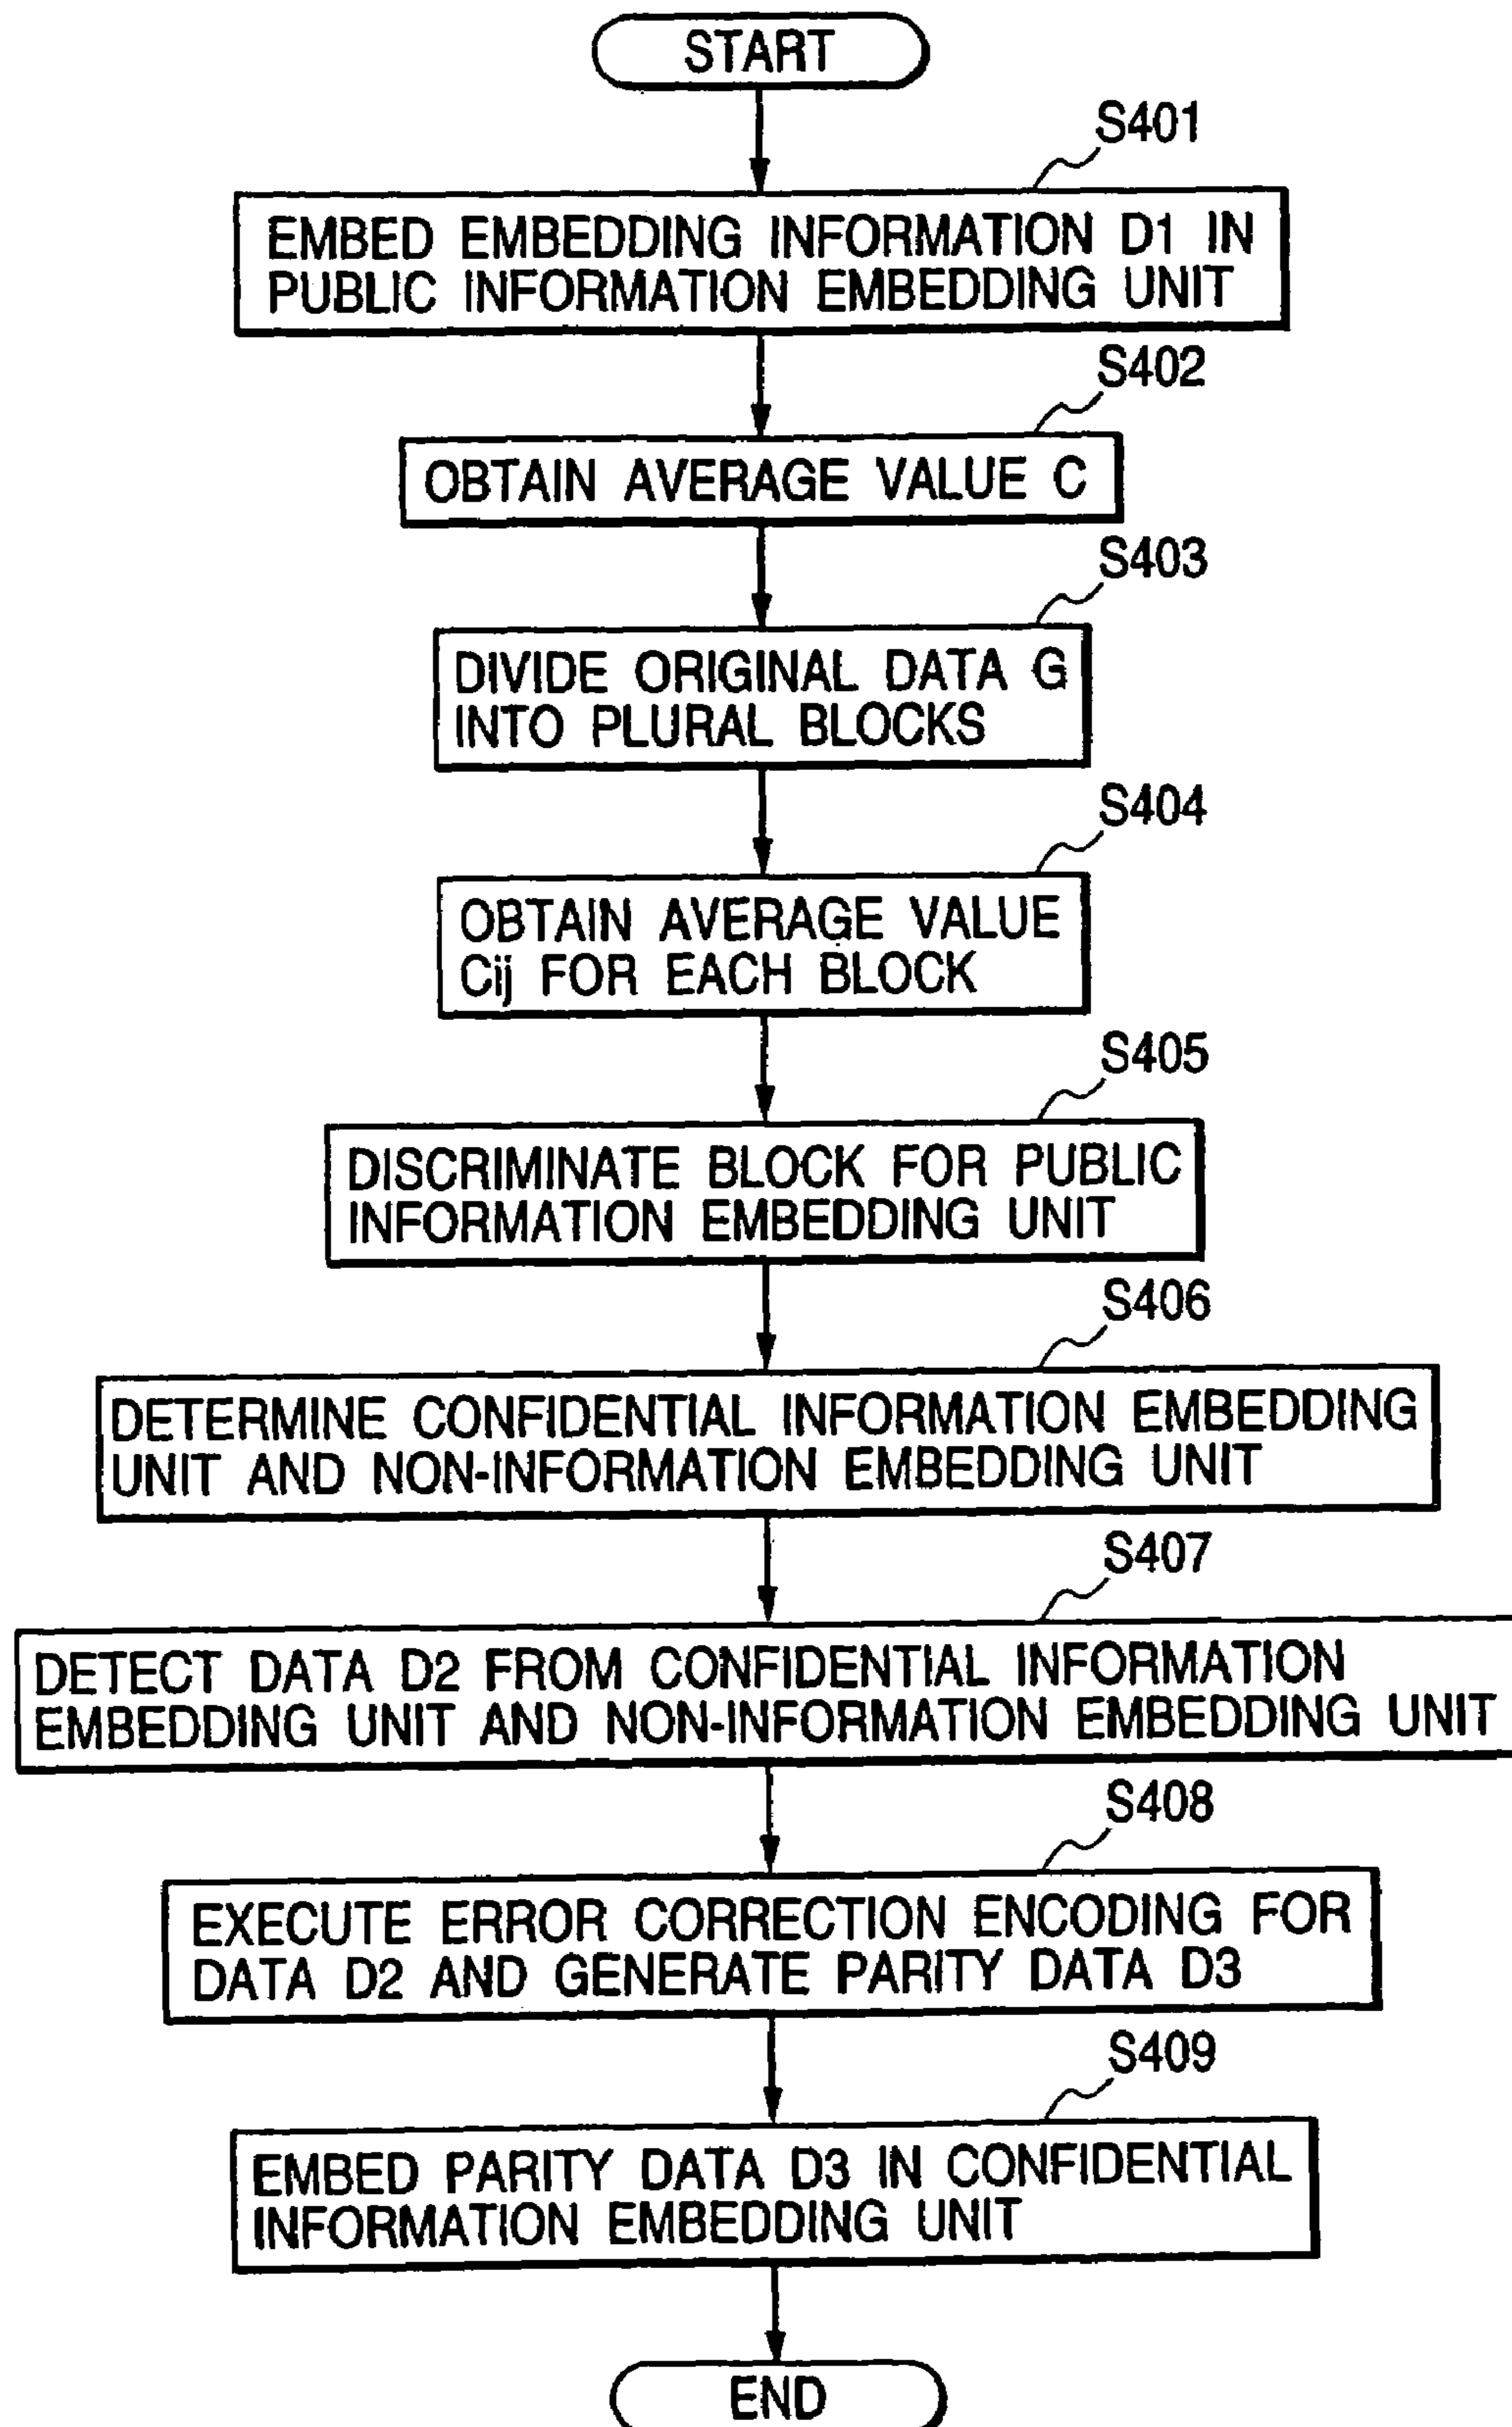 START
S401
EMBED EMBEDDING INFORMATION D1 IN
PUBLIC INFORMATION EMBEDDING UNIT
S402
OBTAIN AVERAGE VALUE C
S403
DIVIDE ORIGINAL DATA G
INTO PLURAL BLOCKS
S404
OBTAIN AVERAGE VALUE
Cij FOR EACH BLOCK
S405
DISCRIMINATE BLOCK FOR PUBLIC
INFORMATION EMBEDDING UNIT
S406
DETERMINE CONFIDENTIAL INFORMATION EMBEDDING
UNIT AND NON-INFORMATION EMBEDDING UNIT
S407
DETECT DATA D2 FROM CONFIDENTIAL INFORMATION
EMBEDDING UNIT AND NON-INFORMATION EMBEDDING UNIT
S408
EXECUTE ERROR CORRECTION ENCODING FOR
DATA D2 AND GENERATE PARITY DATA D3
S409
EMBED PARITY DATA D3 IN CONFIDENTIAL
INFORMATION EMBEDDING UNIT
END